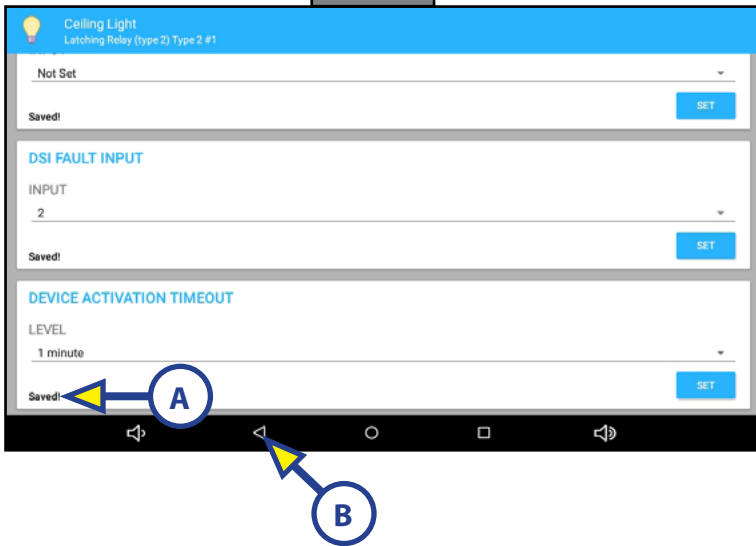 Ceiling Light
Latching Relay (type 2) Type 2 #1
Not Set
SET
Saved!
DSI FAULT INPUT
INPUT
2
SET
Saved!
DEVICE ACTIVATION TIMEOUT
LEVEL
1 minute
SET
Saved!
A
B